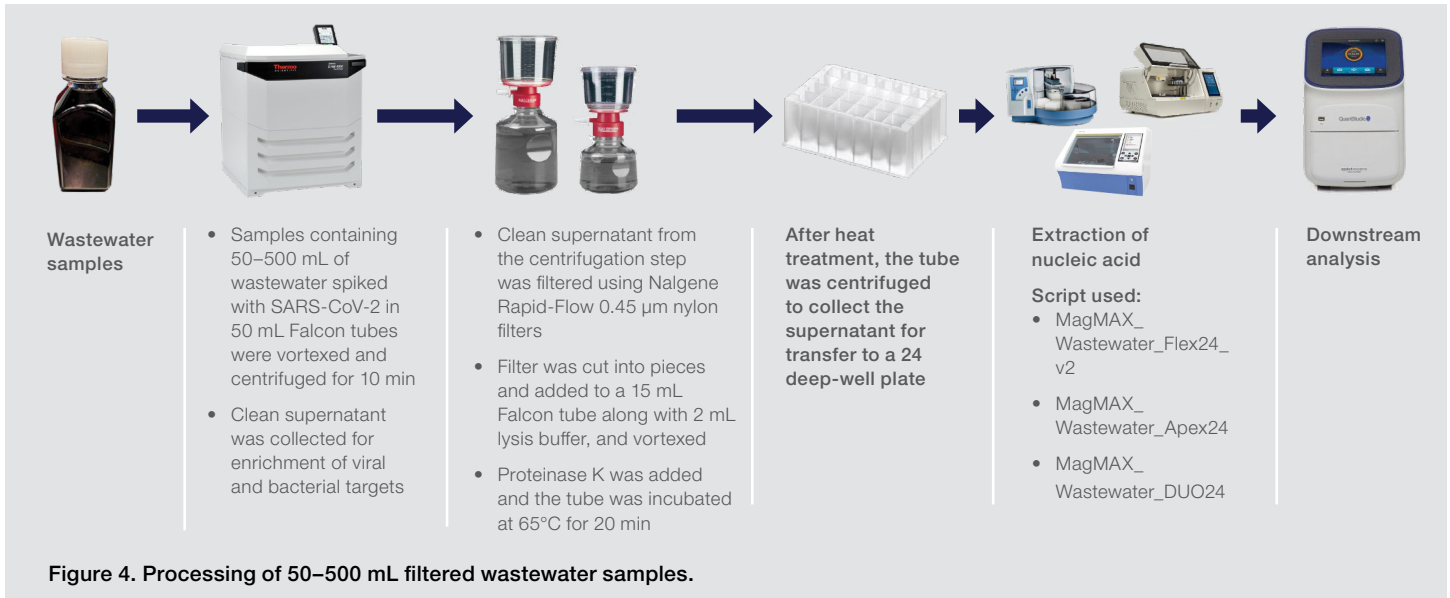 Thermo
SCIENTIFIC
NALGENE
NALGENE
QuantStudio 5
Wastewater
samples
• Samples containing
50–500 mL of
wastewater spiked
with SARS-CoV-2 in
50 mL Falcon tubes
were vortexed and
centrifuged for 10 min
• Clean supernatant
was collected for
enrichment of viral
and bacterial targets
• Clean supernatant from
the centrifugation step
was filtered using Nalgene
Rapid-Flow 0.45 µm nylon
filters
• Filter was cut into pieces
and added to a 15 mL
Falcon tube along with 2 mL
lysis buffer, and vortexed
• Proteinase K was added
and the tube was incubated
at 65°C for 20 min
After heat
treatment, the tube
was centrifuged
to collect the
supernatant for
transfer to a 24
deep-well plate
Extraction of
nucleic acid
Script used:
• MagMAX_
Wastewater_Flex24_
v2
• MagMAX_
Wastewater_Apex24
• MagMAX_
Wastewater_DUO24
Downstream
analysis
Figure 4. Processing of 50–500 mL filtered wastewater samples.